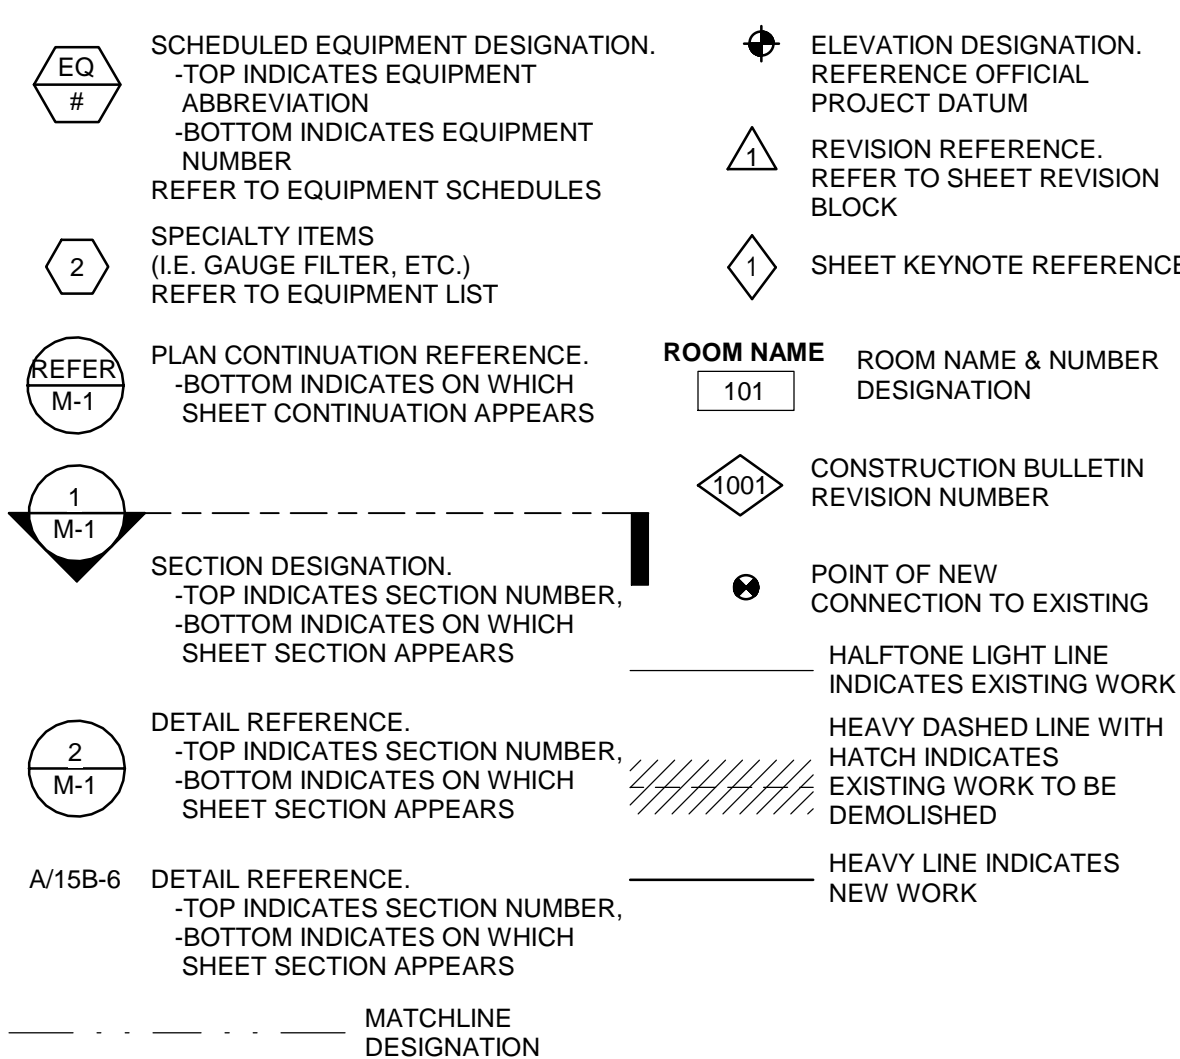 EQ
#
SCHEDULED EQUIPMENT DESIGNATION.
-TOP INDICATES EQUIPMENT
ABBREVIATION
-BOTTOM INDICATES EQUIPMENT
NUMBER
REFER TO EQUIPMENT SCHEDULES
2
SPECIALTY ITEMS
(I.E. GAUGE FILTER, ETC.)
REFER TO EQUIPMENT LIST
REFER
M-1
PLAN CONTINUATION REFERENCE.
-BOTTOM INDICATES ON WHICH
SHEET CONTINUATION APPEARS
1
M-1
SECTION DESIGNATION.
-TOP INDICATES SECTION NUMBER,
-BOTTOM INDICATES ON WHICH
SHEET SECTION APPEARS
2
M-1
DETAIL REFERENCE.
-TOP INDICATES SECTION NUMBER,
-BOTTOM INDICATES ON WHICH
SHEET SECTION APPEARS
A/15B-6
DETAIL REFERENCE.
-TOP INDICATES SECTION NUMBER,
-BOTTOM INDICATES ON WHICH
SHEET SECTION APPEARS
MATCHLINE
DESIGNATION
ELEVATION DESIGNATION.
REFERENCE OFFICIAL
PROJECT DATUM
1
REVISION REFERENCE.
REFER TO SHEET REVISION
BLOCK
1
SHEET KEYNOTE REFERENCE
ROOM NAME
101
ROOM NAME & NUMBER
DESIGNATION
1001
CONSTRUCTION BULLETIN
REVISION NUMBER
POINT OF NEW
CONNECTION TO EXISTING
HALFTONE LIGHT LINE
INDICATES EXISTING WORK
HEAVY DASHED LINE WITH
HATCH INDICATES
EXISTING WORK TO BE
DEMOLISHED
HEAVY LINE INDICATES
NEW WORK